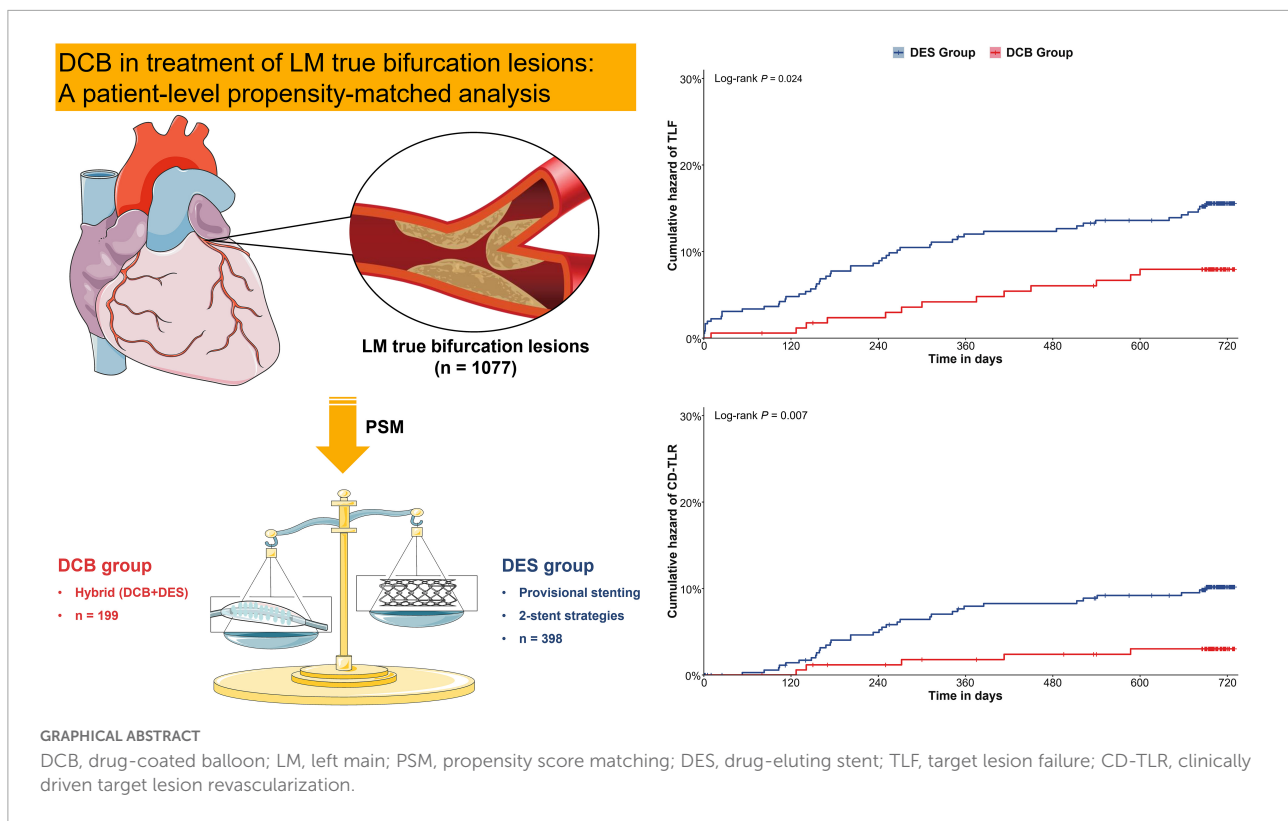 DCB in treatment of LM true bifurcation lesions:
A patient-level propensity-matched analysis
LM true bifurcation lesions
(n = 1077)
PSM
DCB group
• Hybrid (DCB+DES)
• n = 199
DES group
• Provisional stenting
• 2-stent strategies
• n = 398
DES Group DCB Group
Log-rank P = 0.024
Cumulative hazard of TLF
30%
20%
10%
0%
0 120 240 360 480 600 720
Time in days
Log-rank P = 0.007
Cumulative hazard of CD-TLR
30%
20%
10%
0%
0 120 240 360 480 600 720
Time in days
GRAPHICAL ABSTRACT
DCB, drug-coated balloon; LM, left main; PSM, propensity score matching; DES, drug-eluting stent; TLF, target lesion failure; CD-TLR, clinically
driven target lesion revascularization.